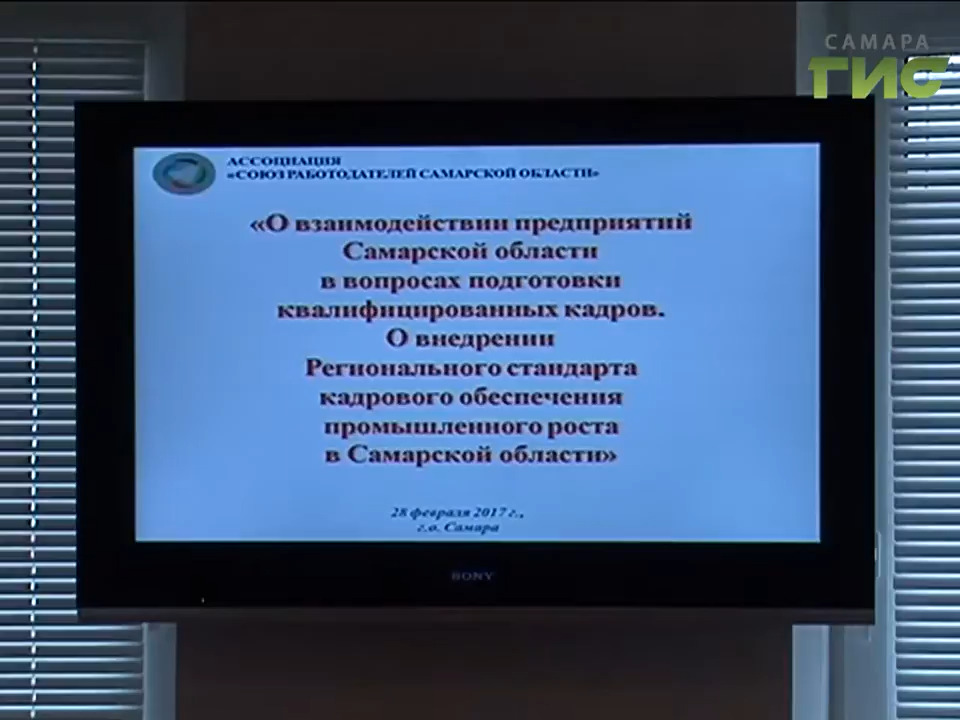 САМАРА
ГИС
АССОЦИАЦИЯ
«СОЮЗ РАБОТОДАТЕЛЕЙ САМАРСКОЙ ОБЛАСТИ»
«О взаимодействии предприятий
Самарской области
в вопросах подготовки
квалифицированных кадров.
О внедрении
Регионального стандарта
кадрового обеспечения
промышленного роста
в Самарской области»
28 февраля 2017 г.,
г.о. Самара
SONY